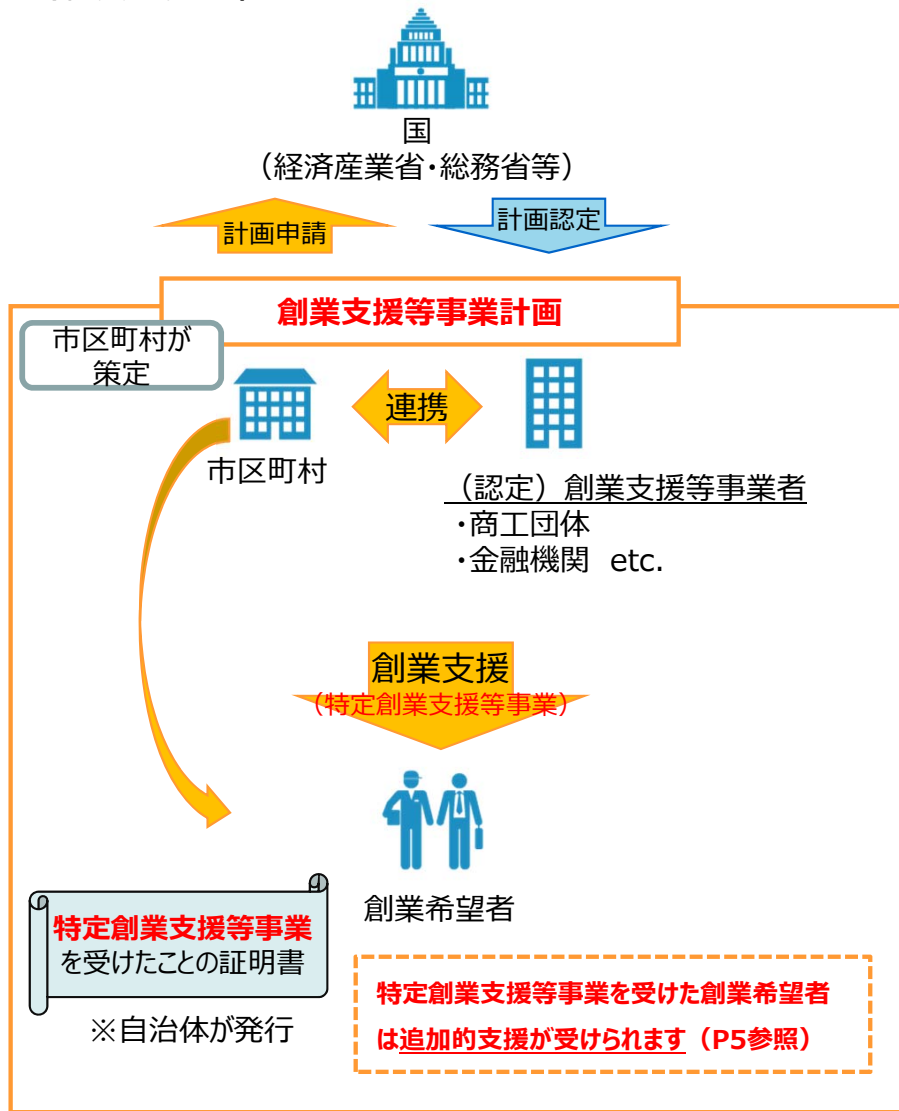 国
（経済産業省・総務省等）
計画申請
計画認定
創業支援等事業計画
市区町村が
策定
連携
市区町村
（認定）創業支援等事業者
・商工団体
・金融機関 etc.
創業支援
（特定創業支援等事業）
創業希望者
特定創業支援等事業
を受けたことの証明書
※自治体が発行
特定創業支援等事業を受けた創業希望者
は追加的支援が受けられます（P5参照）